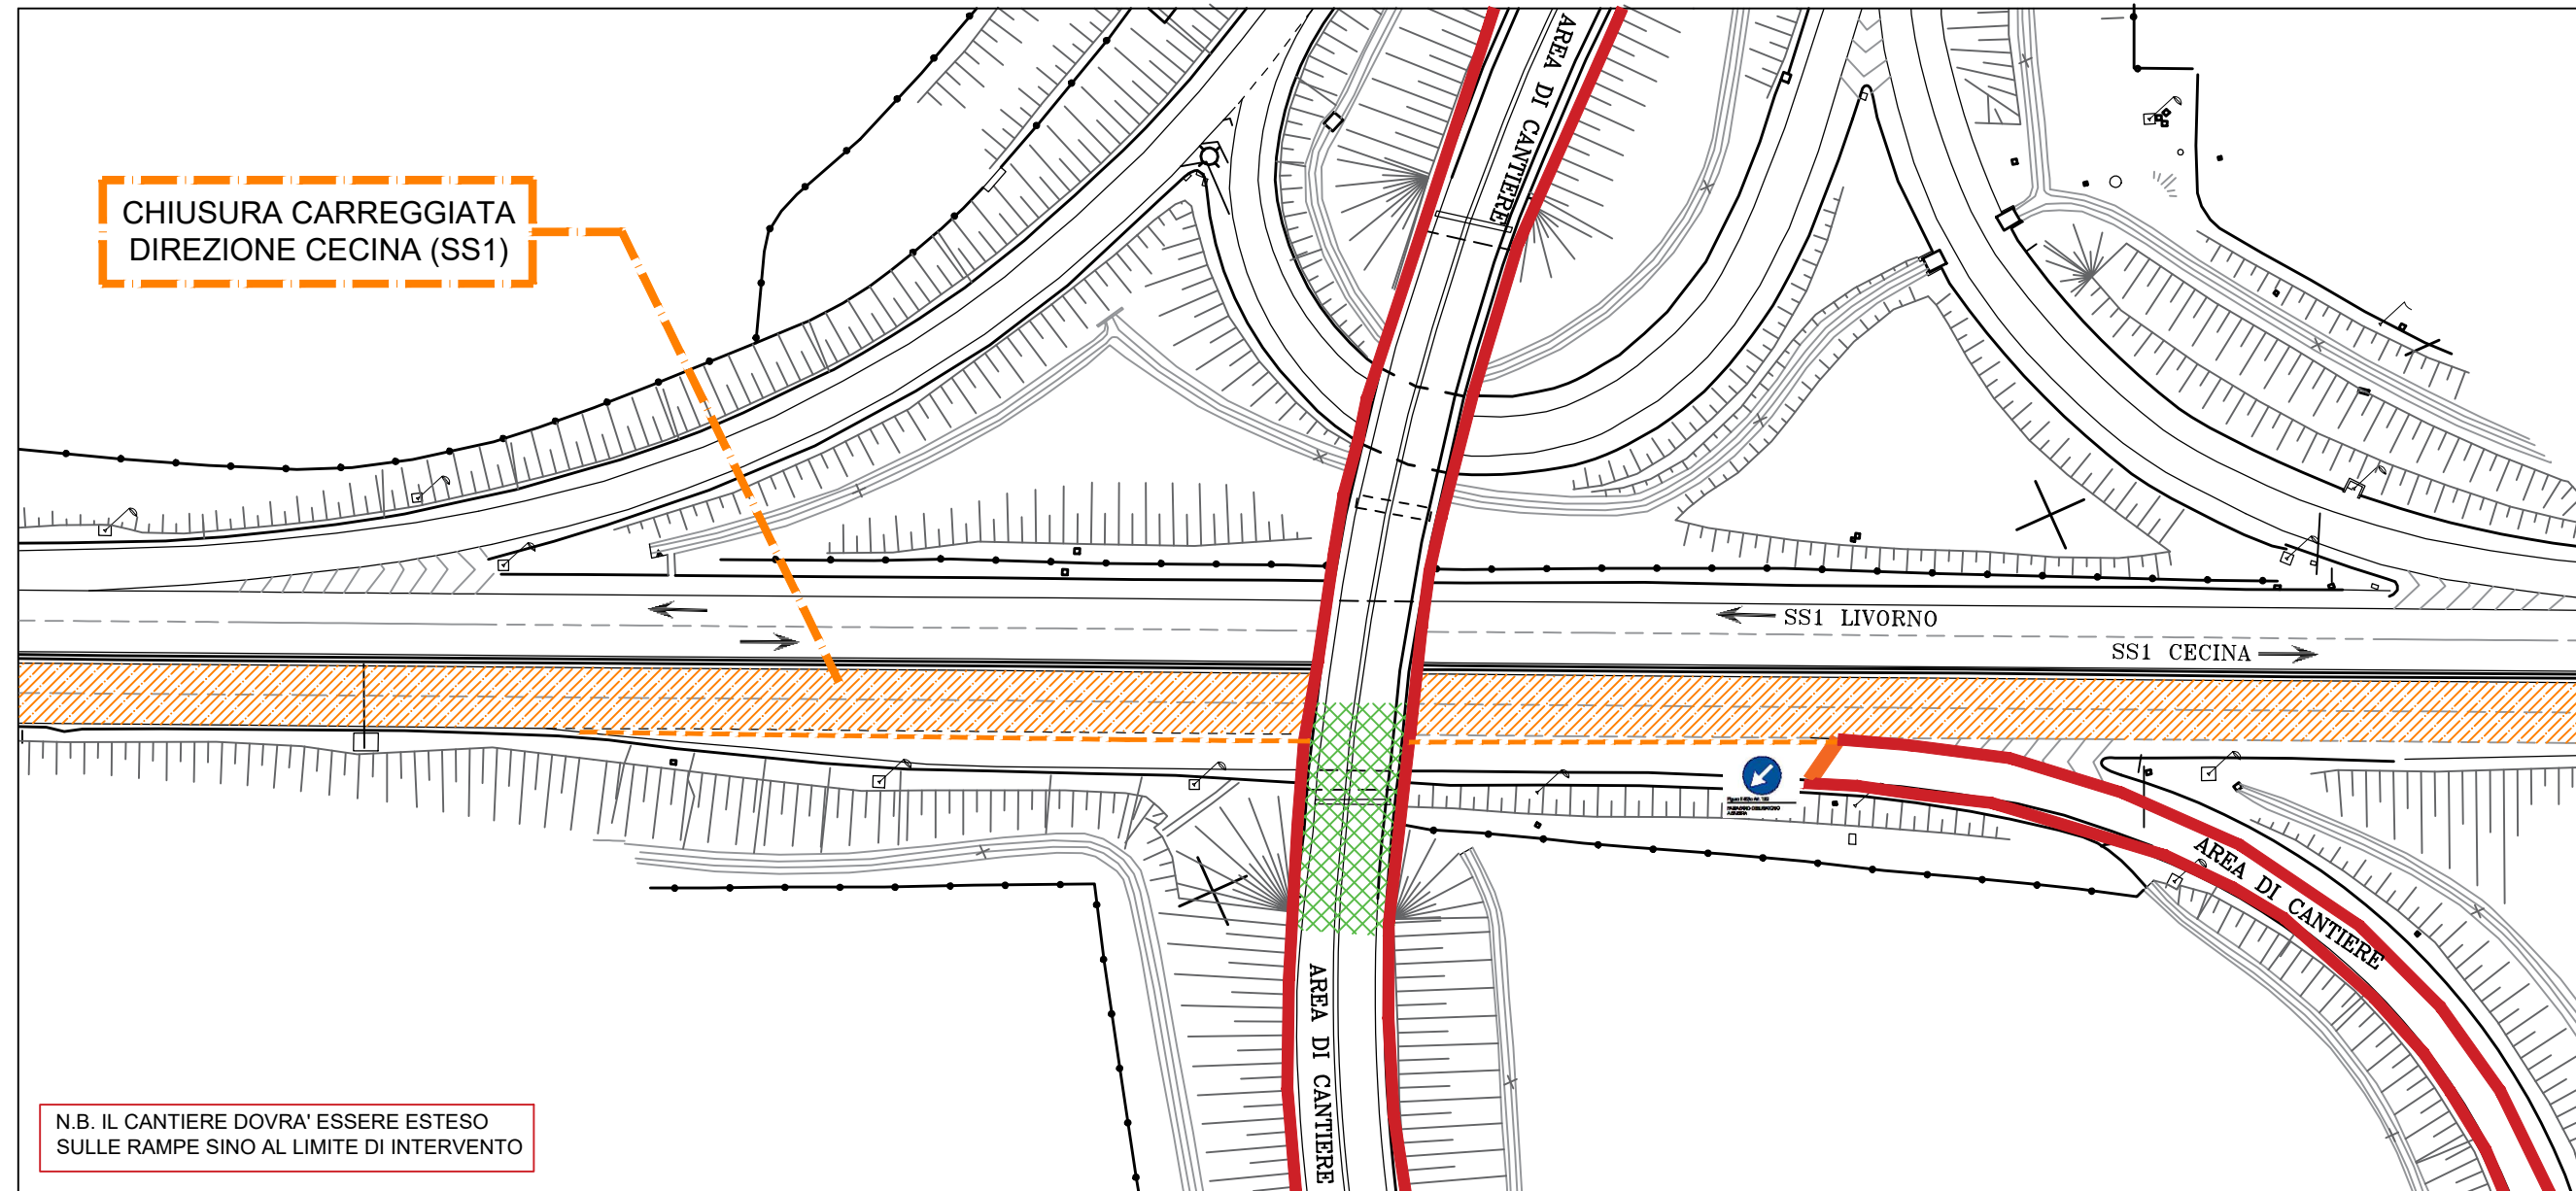 AREA DI CANTIERE
CHIUSURA CARREGGIATA
DIREZIONE CECINA (SS1)
SS1 LIVORNO
SS1 CECINA
AREA DI CANTIERE
AREA DI CANTIERE
N.B. IL CANTIERE DOVRA' ESSERE ESTESO
SULLE RAMPE SINO AL LIMITE DI INTERVENTO